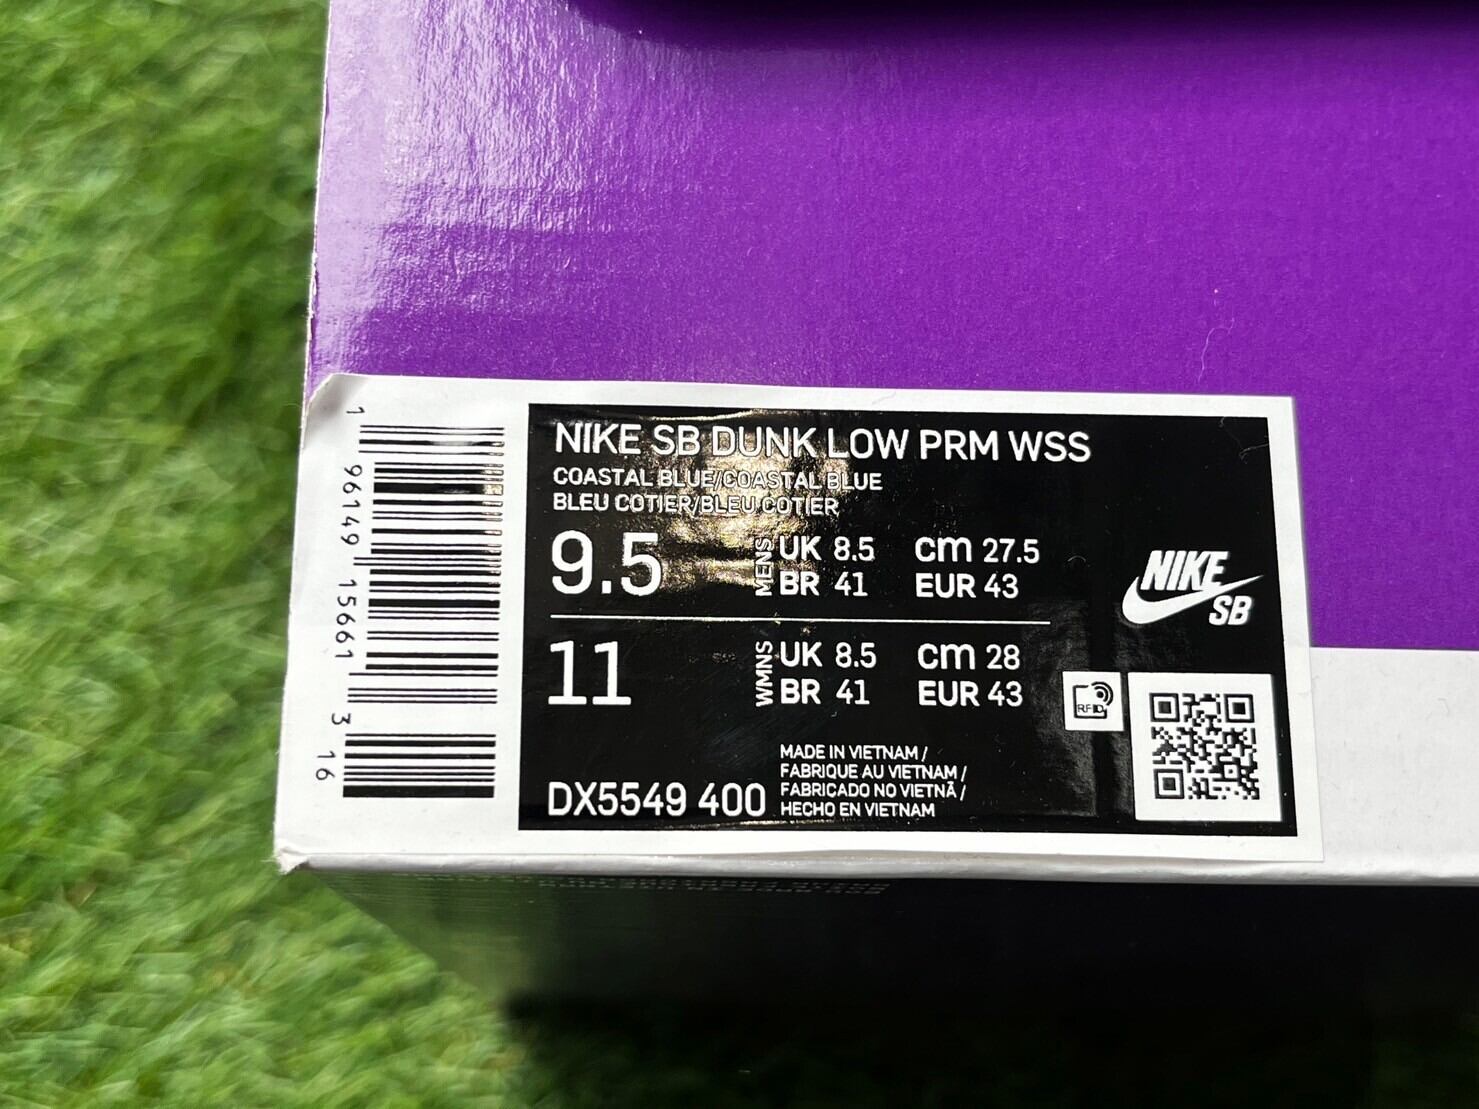 1 96149 15661 3 16
NIKE SB DUNK LOW PRM WSS
COASTAL BLUE/COASTAL BLUE
BLEU COTIER/BLEU COTIER
9.5 MENS UK 8.5 cm 27.5
BR 41 EUR 43
NIKE
SB
11 WMNS UK 8.5 cm 28
BR 41 EUR 43
RFID
DX5549 400
MADE IN VIETNAM /
FABRIQUE AU VIETNAM /
FABRICADO NO VIETNÃ /
HECHO EN VIETNAM